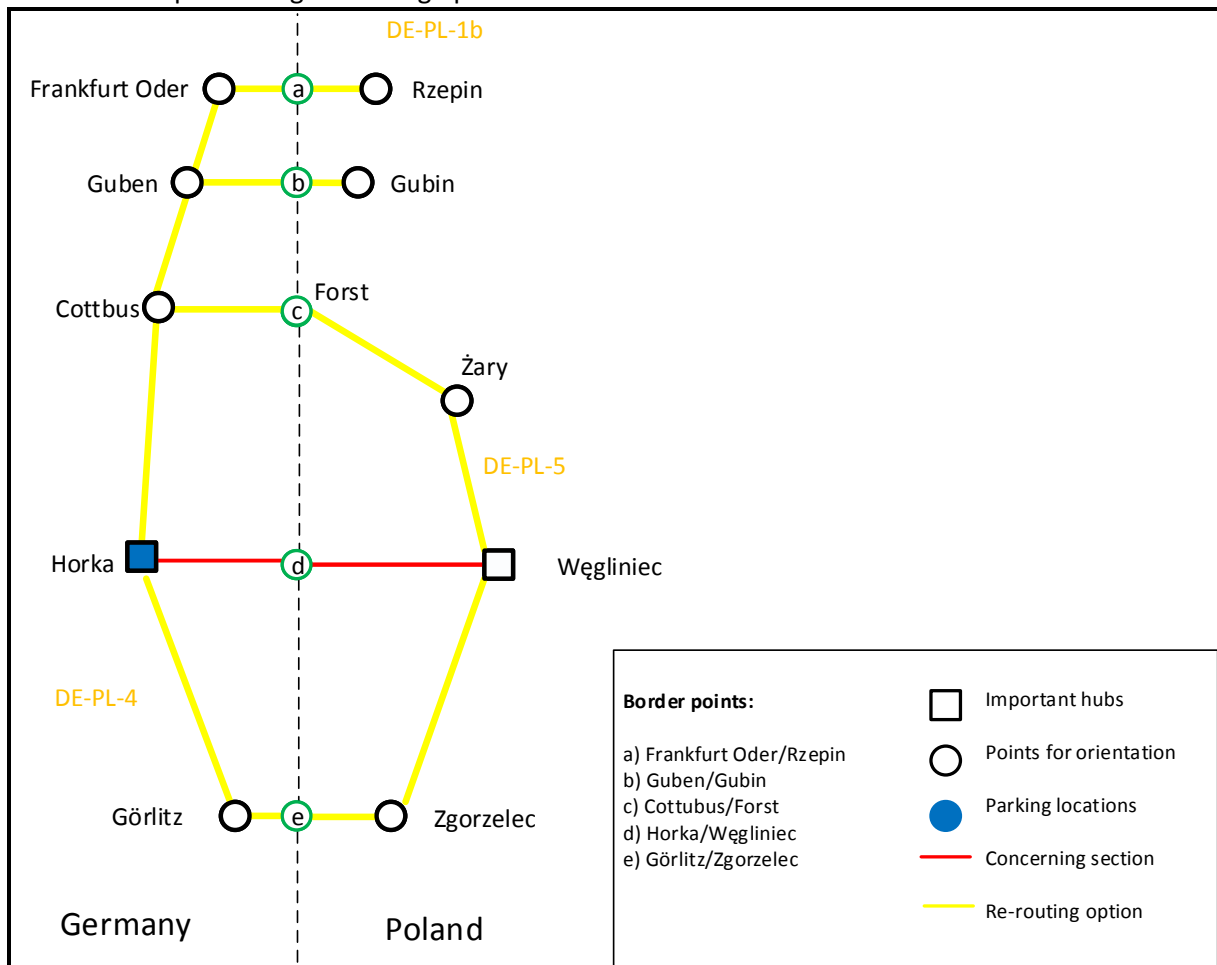 DE-PL-1b
Frankfurt Oder
a
Rzepin
Guben
b
Gubin
Forst
Cottbus
c
Żary
DE-PL-5
Horka
d
Węgliniec
DE-PL-4
Görlitz
e
Zgorzelec
Germany
Poland
Border points:
a) Frankfurt Oder/Rzepin
b) Guben/Gubin
c) Cottubus/Forst
d) Horka/Węgliniec
e) Görlitz/Zgorzelec
Important hubs
Points for orientation
Parking locations
Concerning section
Re-routing option